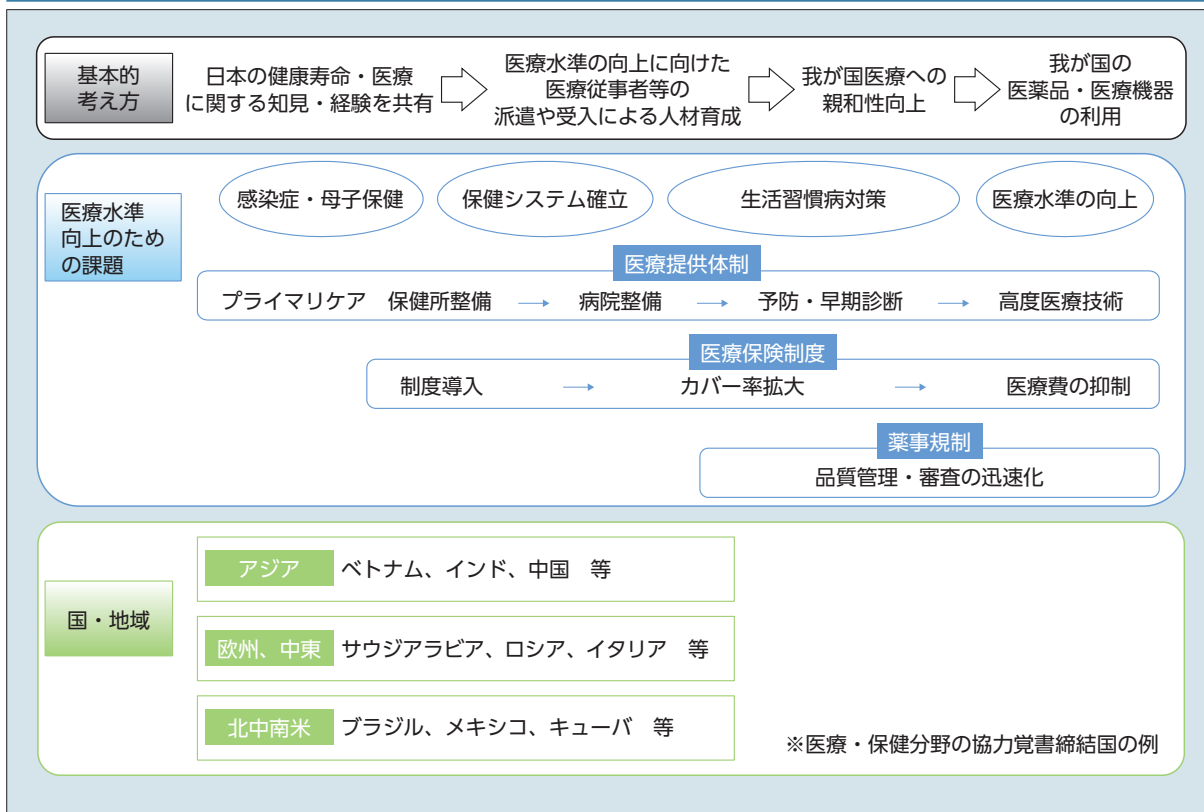 基本的
考え方
日本の健康寿命・医療
に関する知見・経験を共有
医療水準の向上に向けた
医療従事者等の
派遣や受入による人材育成
我が国医療への
親和性向上
我が国の
医薬品・医療機器
の利用
医療水準
向上のため
の課題
感染症・母子保健
保健システム確立
生活習慣病対策
医療水準の向上
医療提供体制
プライマリケア 保健所整備 → 病院整備 → 予防・早期診断 → 高度医療技術
医療保険制度
制度導入 → カバー率拡大 → 医療費の抑制
薬事規制
品質管理・審査の迅速化
国・地域
アジア ベトナム、インド、中国　等
欧州、中東 サウジアラビア、ロシア、イタリア　等
北中南米 ブラジル、メキシコ、キューバ　等
※医療・保健分野の協力覚書締結国の例